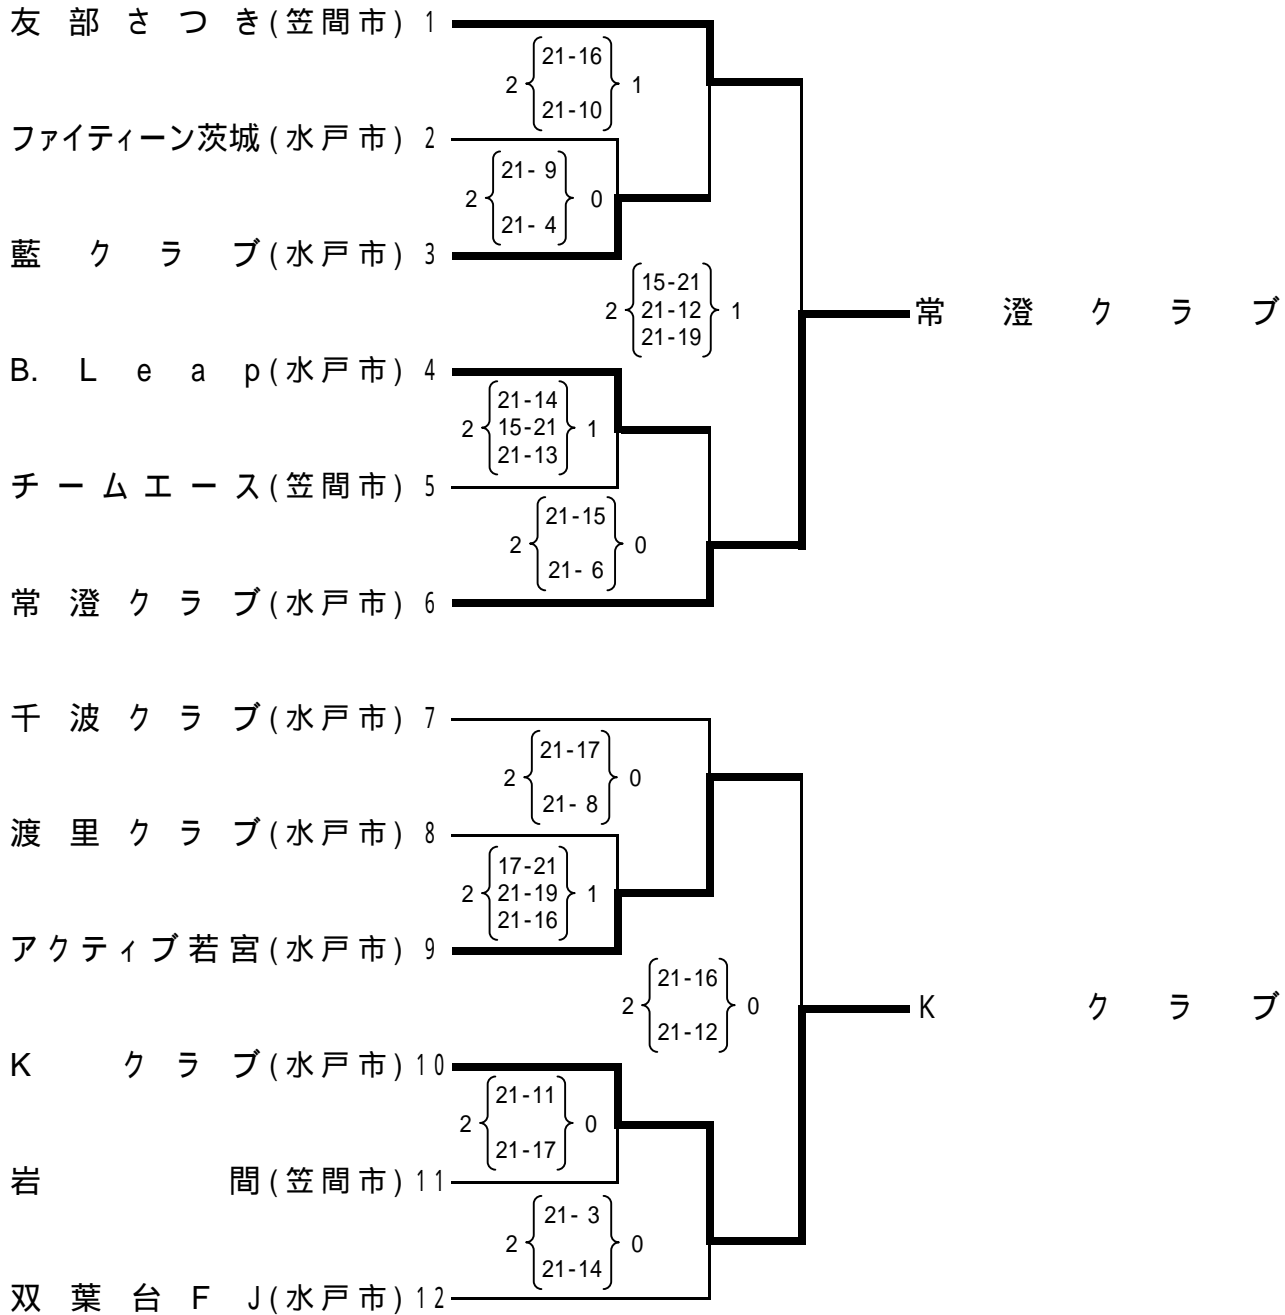 友部さつき(笠間市) 1
21-16
2 1
21-10
ファイティーン茨城(水戸市) 2
21- 9
2 0
21- 4
藍クラブ(水戸市) 3
15-21
2 21-12 1
21-19
常澄クラブ
B. Leap(水戸市) 4
21-14
2 15-21 1
21-13
チームエース(笠間市) 5
21-15
2 0
21- 6
常澄クラブ(水戸市) 6
千波クラブ(水戸市) 7
21-17
2 0
21- 8
渡里クラブ(水戸市) 8
17-21
2 21-19 1
21-16
アクティブ若宮(水戸市) 9
21-16
2 0
21-12
K クラブ
K クラブ(水戸市) 10
21-11
2 0
21-17
岩間(笠間市) 11
21- 3
2 0
21-14
双葉台FJ(水戸市) 12